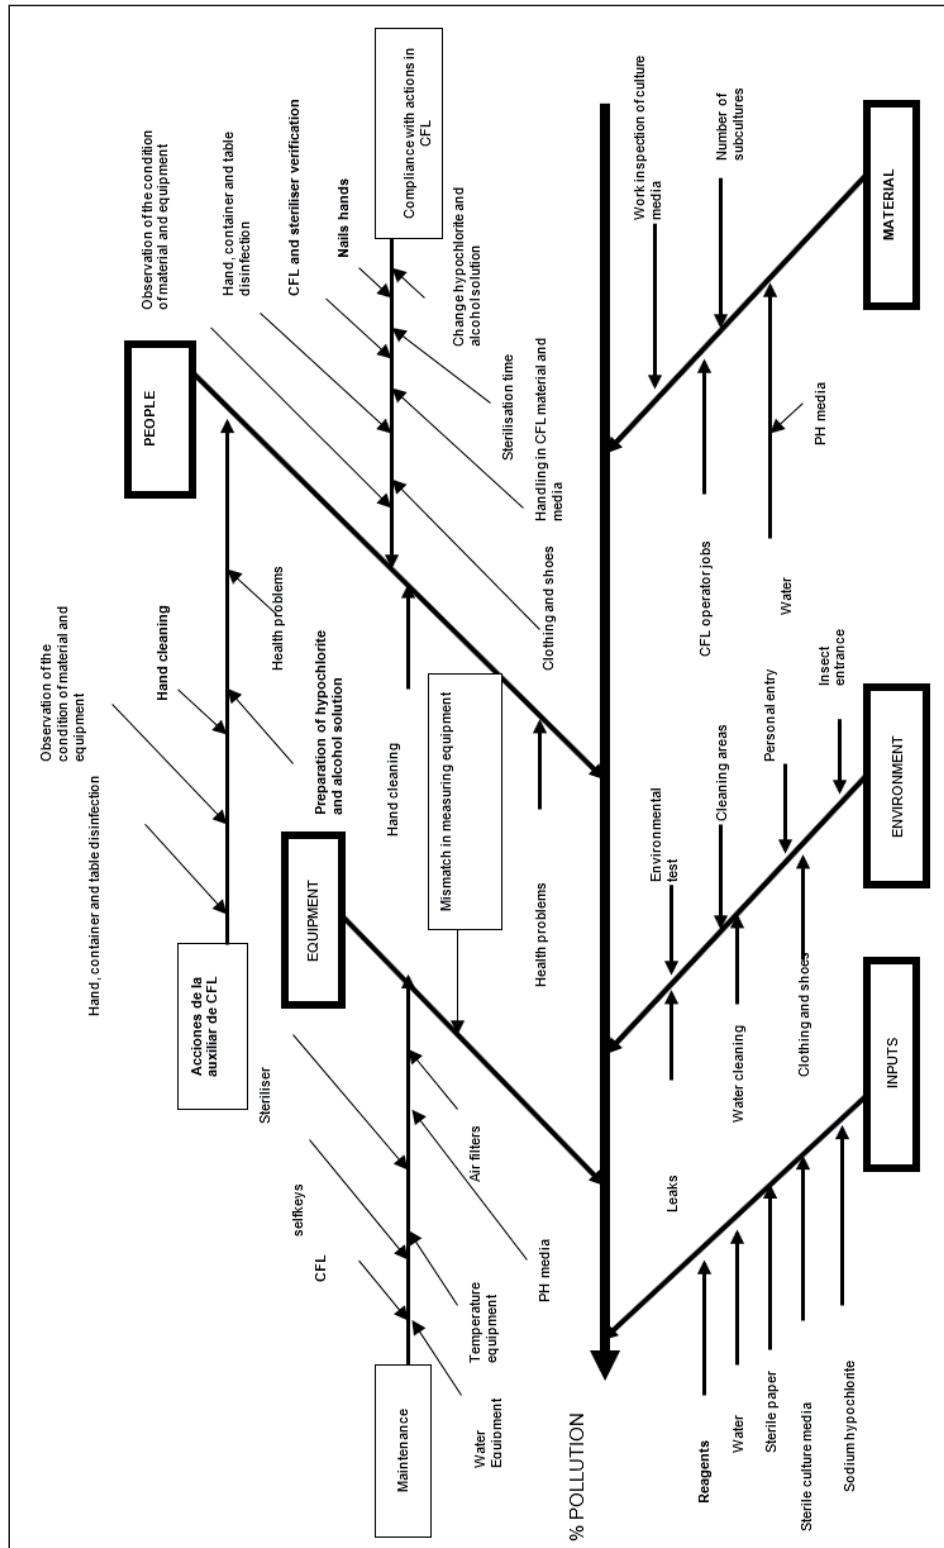 Observation of the condition
of material and equipment
Hand, container and table
disinfection
CFL and steriliser verification
Nails hands
Compliance with actions in
CFL
PEOPLE
Change hypochlorite and
alcohol solution
Sterilisation time
Handling in CFL material and
media
Clothing and shoes
Observation of the
condition of material and
equipment
Hand cleaning
Health problems
Hand, container and table disinfection
Preparation of hypochlorite
and alcohol solution
Acciones de la
auxiliar de CFL
Hand cleaning
Health problems
EQUIPMENT
Mismatch in measuring equipment
Steriliser
selfkeys
CFL
Air filters
PH media
Temperature
equipment
Water
Equipment
Maintenance
% POLLUTION
Work inspection of culture
media
Number of
subcultures
MATERIAL
CFL operator jobs
Water
PH media
Environmental
test
Cleaning areas
Personal entry
Insect
entrance
ENVIRONMENT
Leaks
Water cleaning
Clothing and shoes
INPUTS
Reagents
Water
Sterile paper
Sterile culture media
Sodium hypochlorite